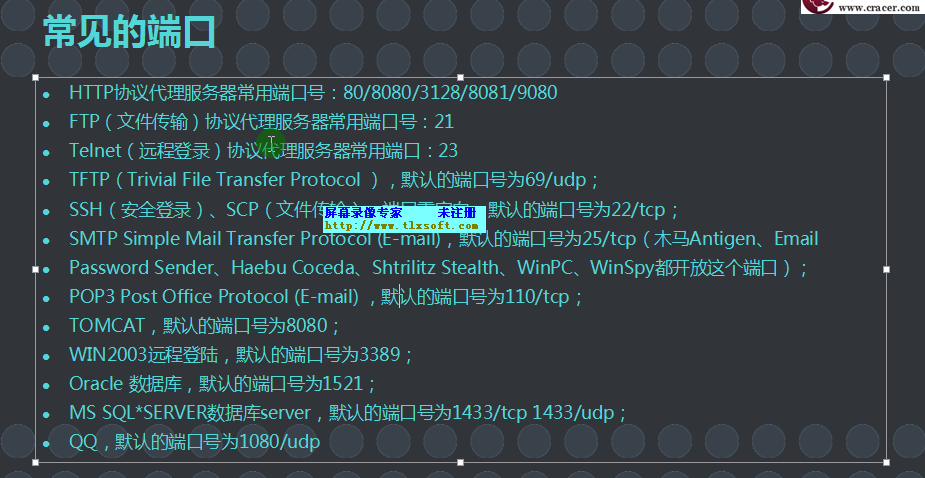 www.cracer.com
常见的端口
HTTP协议代理服务器常用端口号：80/8080/3128/8081/9080
FTP（文件传输）协议代理服务器常用端口号：21
Telnet（远程登录）协议代理服务器常用端口：23
TFTP（Trivial File Transfer Protocol ），默认的端口号为69/udp；
SSH（安全登录）、SCP（文件传输），默认的端口号为22/tcp；
屏幕录像专家 未注册
http://www.tlxsoft.com
SMTP Simple Mail Transfer Protocol (E-mail)，默认的端口号为25/tcp（木马Antigen、Email
Password Sender、Haebu Coceda、Shtrilitz Stealth、WinPC、WinSpy都开放这个端口）；
POP3 Post Office Protocol (E-mail) ，默认的端口号为110/tcp；
TOMCAT，默认的端口号为8080；
WIN2003远程登陆，默认的端口号为3389；
Oracle 数据库，默认的端口号为1521；
MS SQL*SERVER数据库server，默认的端口号为1433/tcp 1433/udp；
QQ，默认的端口号为1080/udp